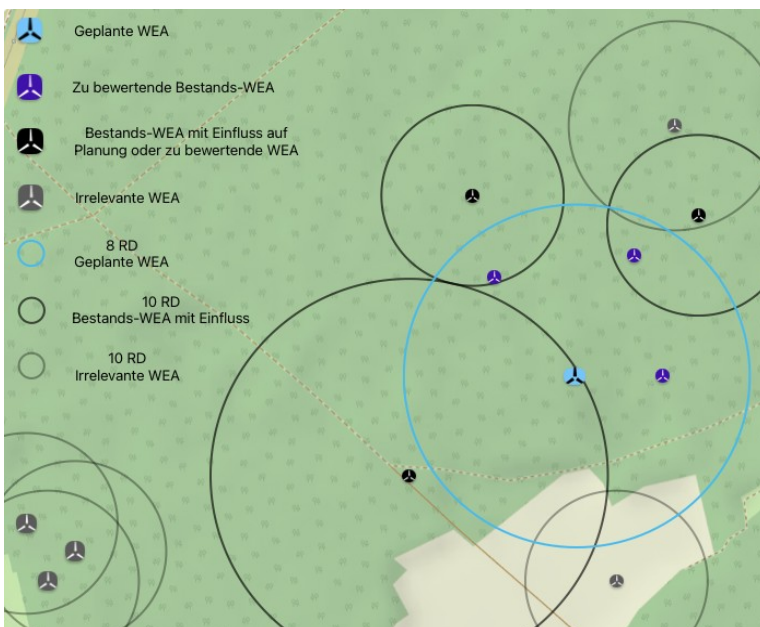 Geplante WEA
Zu bewertende Bestands-WEA
Bestands-WEA mit Einfluss auf
Planung oder zu bewertende WEA
Irrelevante WEA
8 RD
Geplante WEA
10 RD
Bestands-WEA mit Einfluss
10 RD
Irrelevante WEA